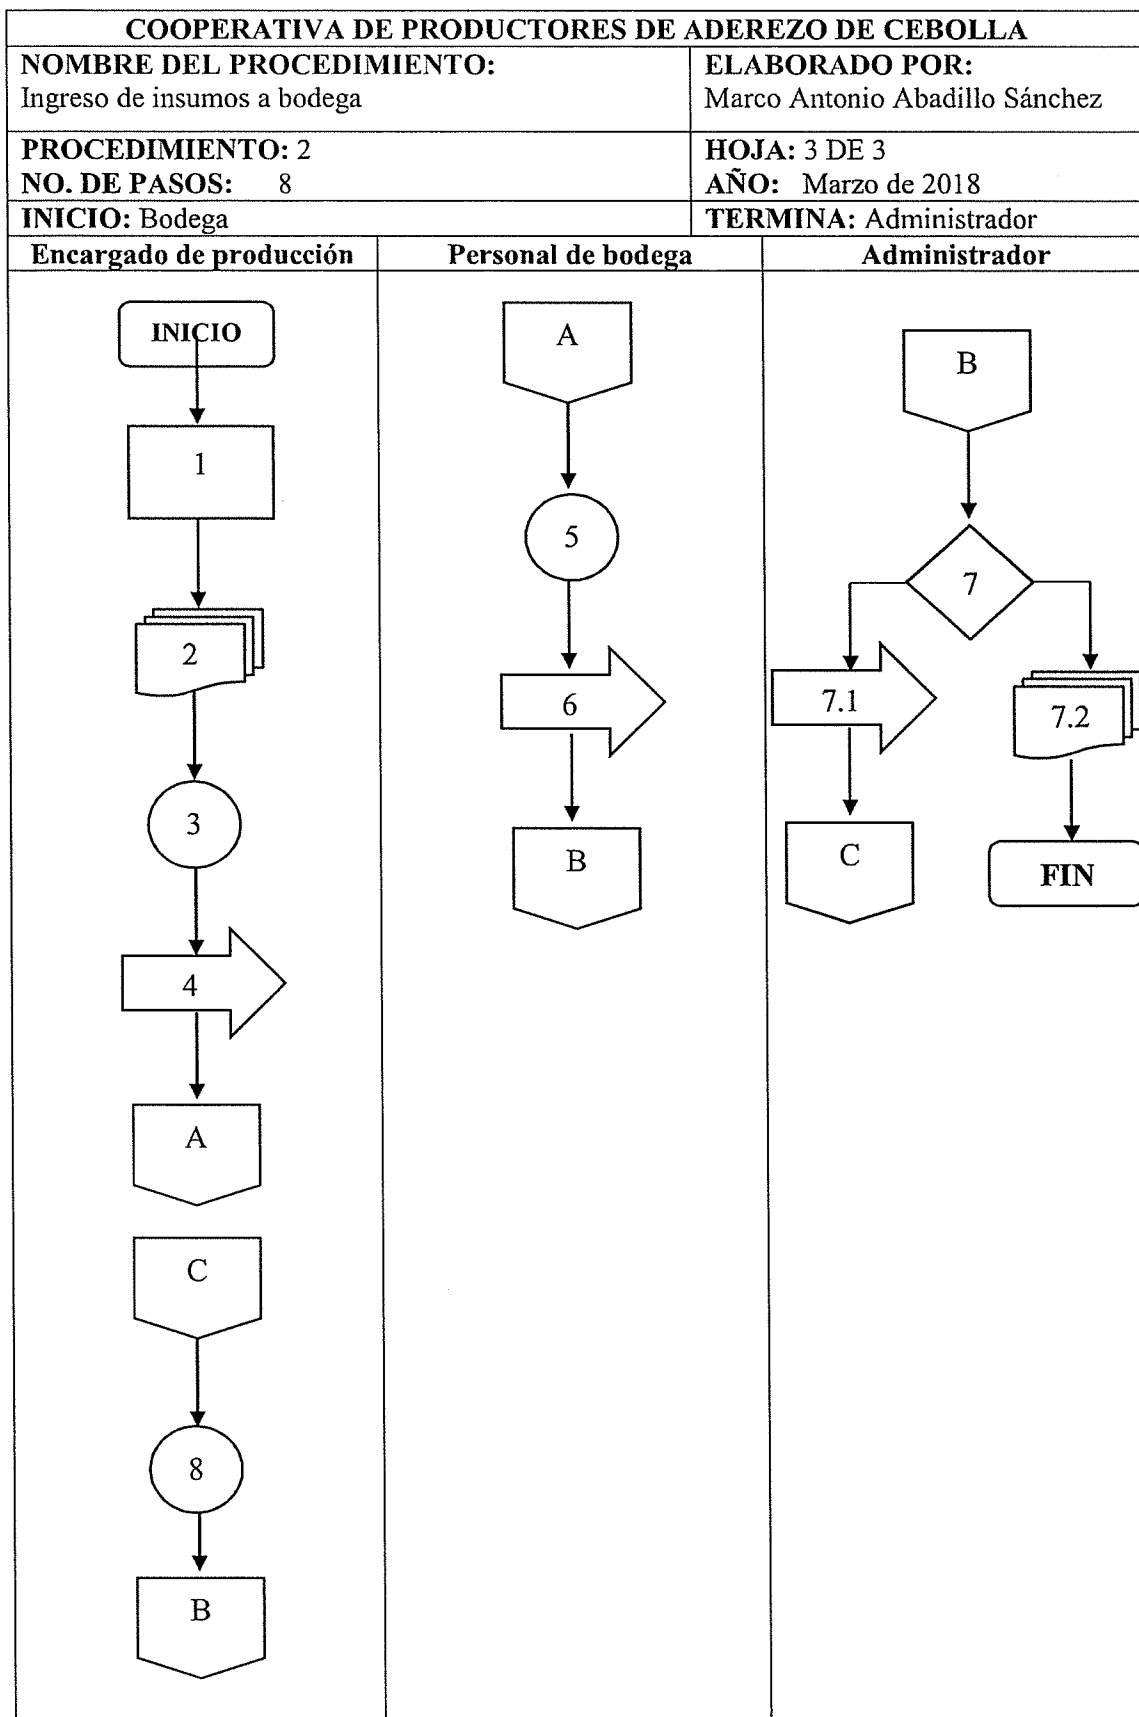 COOPERATIVA DE PRODUCTORES DE ADEREZO DE CEBOLLA
NOMBRE DEL PROCEDIMIENTO:
Ingreso de insumos a bodega
ELABORADO POR:
Marco Antonio Abadillo Sánchez
PROCEDIMIENTO: 2
NO. DE PASOS: 8
HOJA: 3 DE 3
AÑO: Marzo de 2018
INICIO: Bodega
TERMINA: Administrador
Encargado de producción
Personal de bodega
Administrador
INICIO
1
2
3
4
A
C
8
B
A
5
6
B
B
7
7.1
7.2
C
FIN